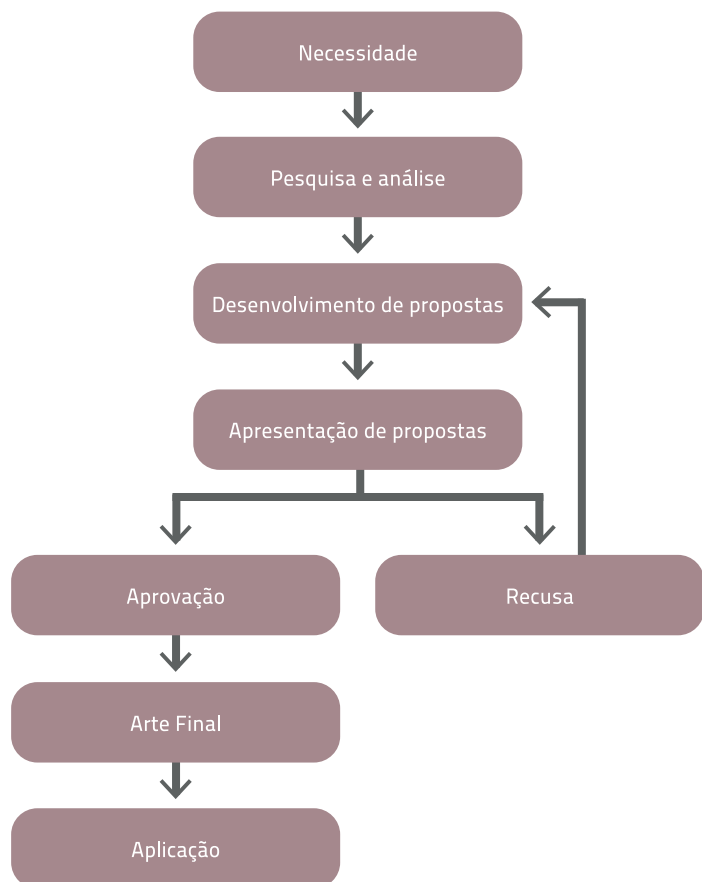 Necessidade
Pesquisa e análise
Desenvolvimento de propostas
Apresentação de propostas
Aprovação
Recusa
Arte Final
Aplicação